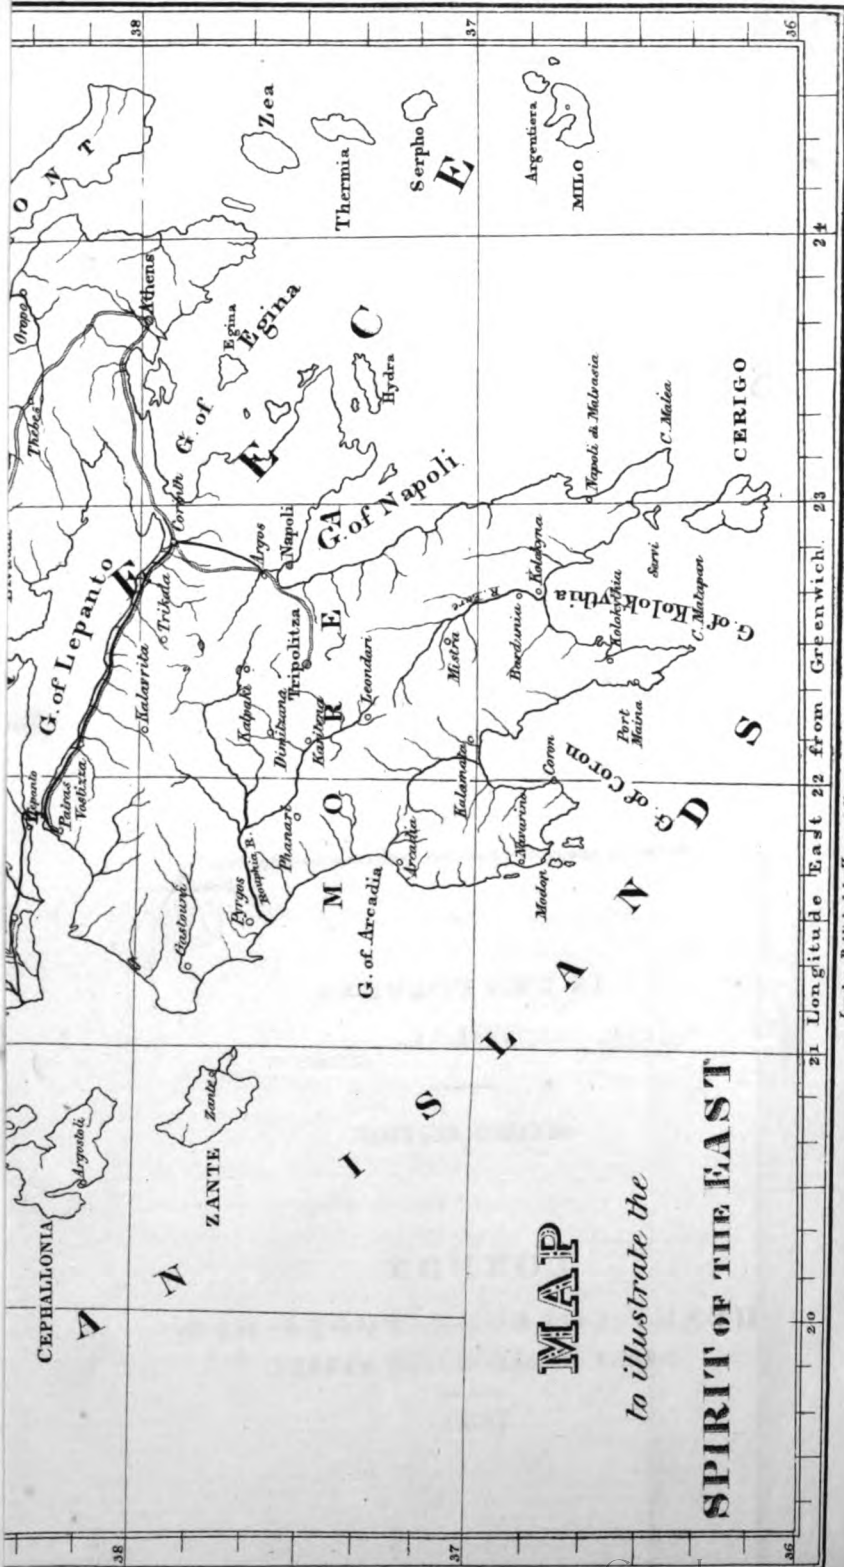 MAP
to illustrate the
SPIRIT OF THE EAST
CEPHALLONIA
Argostoli
ZANTE
Zante
I S L A N D S
G. of Lepanto
Lepanto
Patras
Vostizza
Kalavrita
Trikala
Corinth
Thebes
Oropo
Athens
G. of
Egina
Egina
Gastouni
Pyrgos
Rouphia R.
Phanari
Kalpaki
Dimitzana
Karitena
Tripolitza
Argos
Napoli
G. of Napoli
Hydra
Leondari
M O R E A
G. of Arcadia
Arcadia
Navarino
Modon
Coron
G. of Coron
Kalamata
Mistra
Bardunia
Kolokyna
Kolokythia
G. of Kolokythia
Port
Maina
C. Matapan
Servi
Napoli di Malvasia
C. Malea
CERIGO
Zea
Thermia
Serpho
Argentiera
MILO
G
E
E
C
E
38
37
36
38
37
36
20
21 Longitude East 22 from Greenwich. 23
24